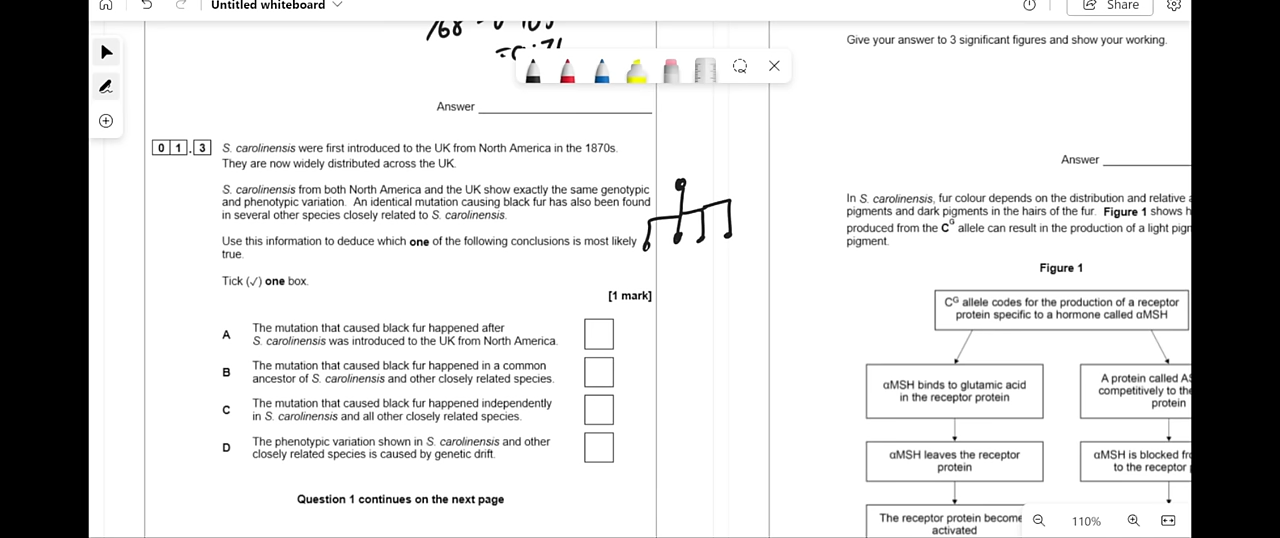 Untitled whiteboard
Share
Give your answer to 3 significant figures and show your working.
Answer
0 1 . 3 S. carolinensis were first introduced to the UK from North America in the 1870s.
They are now widely distributed across the UK.
S. carolinensis from both North America and the UK show exactly the same genotypic
and phenotypic variation. An identical mutation causing black fur has also been found
in several other species closely related to S. carolinensis.
Use this information to deduce which one of the following conclusions is most likely
true.
Tick (✓) one box.
[1 mark]
A The mutation that caused black fur happened after
S. carolinensis was introduced to the UK from North America.
B The mutation that caused black fur happened in a common
ancestor of S. carolinensis and other closely related species.
C The mutation that caused black fur happened independently
in S. carolinensis and all other closely related species.
D The phenotypic variation shown in S. carolinensis and other
closely related species is caused by genetic drift.
Question 1 continues on the next page
Answer
In S. carolinensis, fur colour depends on the distribution and relative
pigments and dark pigments in the hairs of the fur. Figure 1 shows
produced from the Cᴳ allele can result in the production of a light
pigment.
Figure 1
Cᴳ allele codes for the production of a receptor
protein specific to a hormone called αMSH
αMSH binds to glutamic acid
in the receptor protein
A protein called
competitively to the
protein
αMSH leaves the receptor
protein
αMSH is blocked
to the receptor
The receptor protein
activated
110%